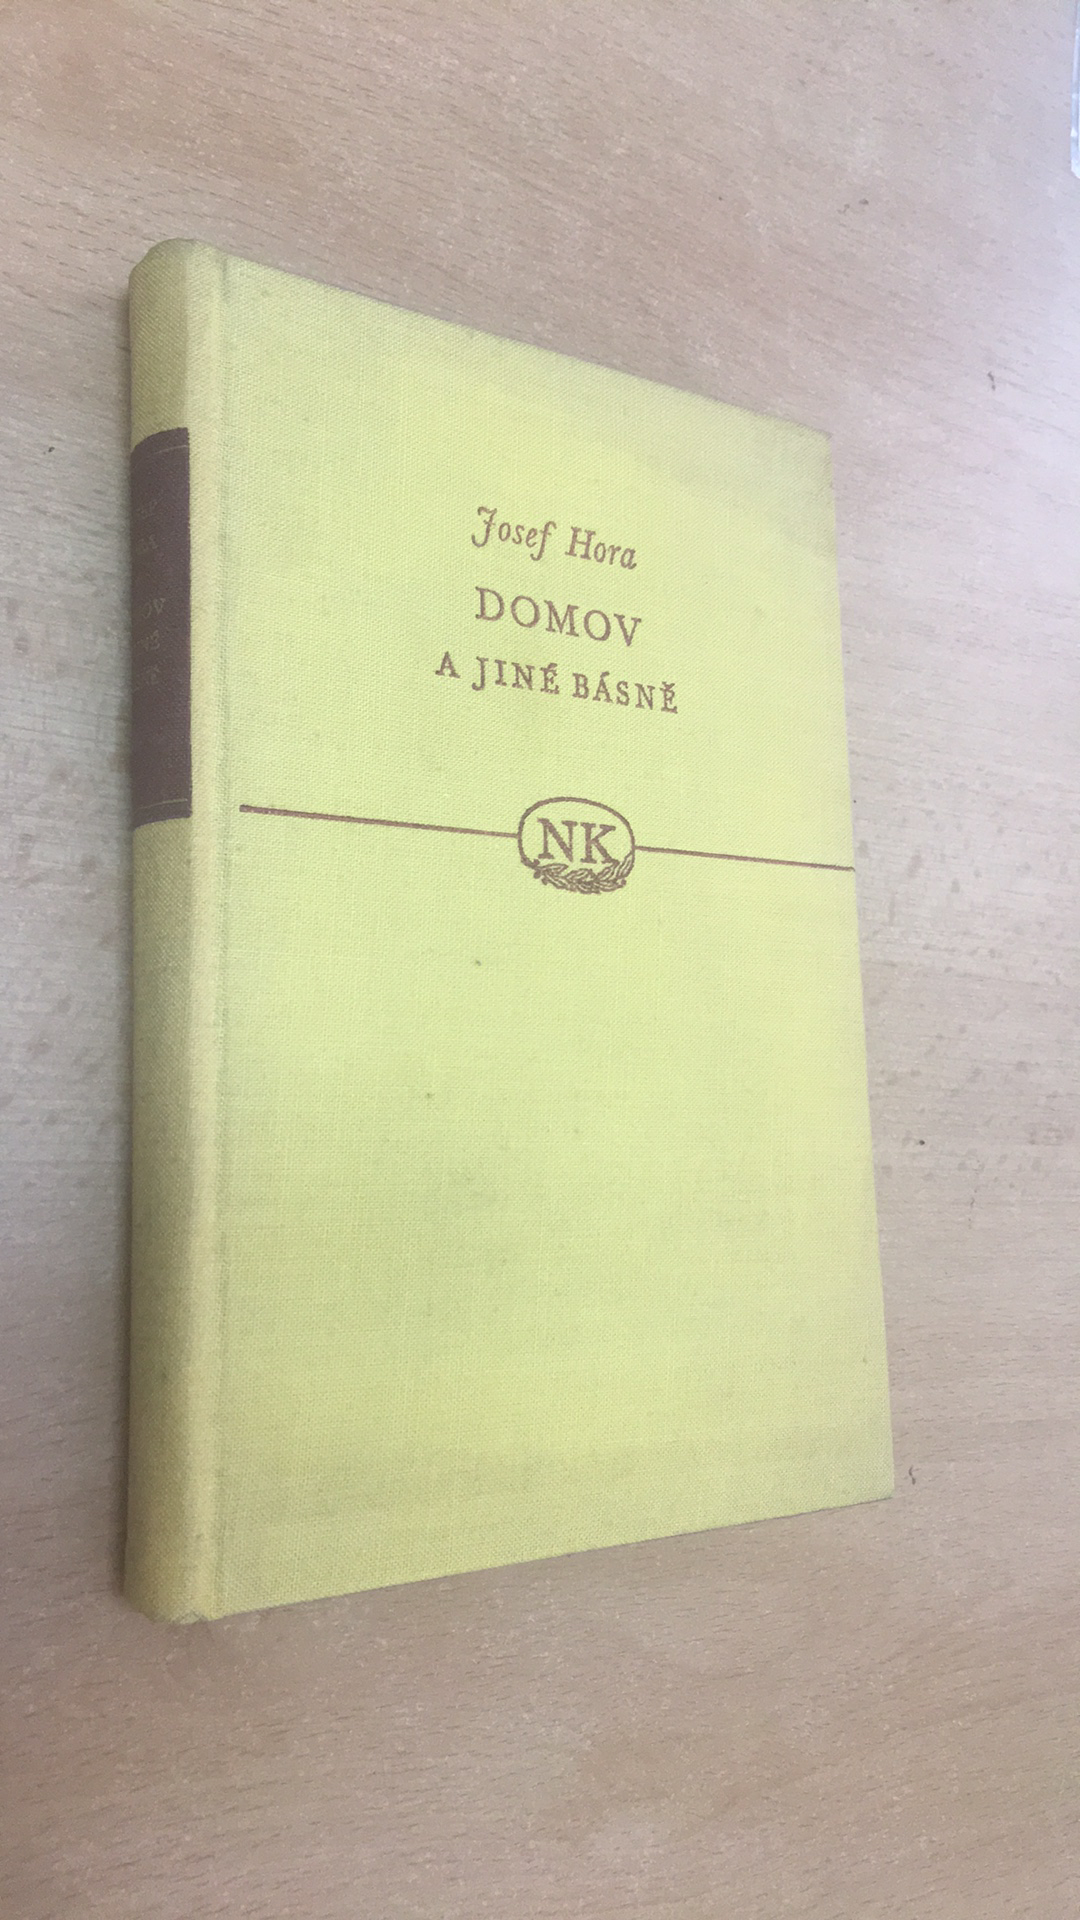 Josef Hora
DOMOV
A JINÉ BÁSNĚ
NK